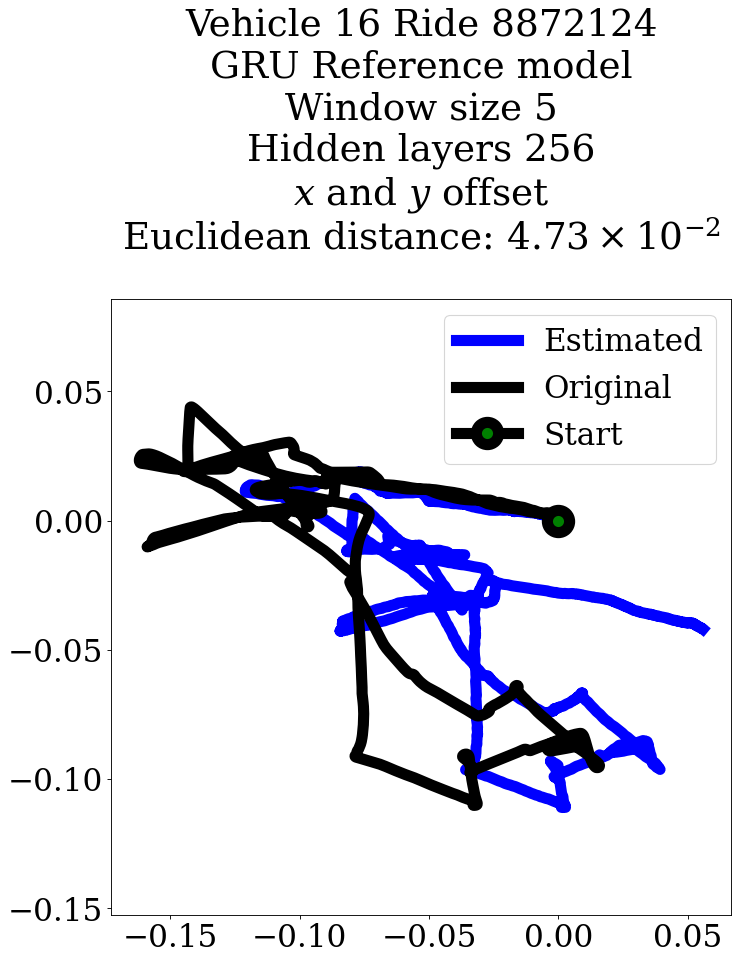 Vehicle 16 Ride 8872124
GRU Reference model
Window size 5
Hidden layers 256
x and y offset
Euclidean distance: 4.73 × 10⁻²
Estimated
Original
Start
0.05
0.00
−0.05
−0.10
−0.15
−0.15 −0.10 −0.05 0.00 0.05